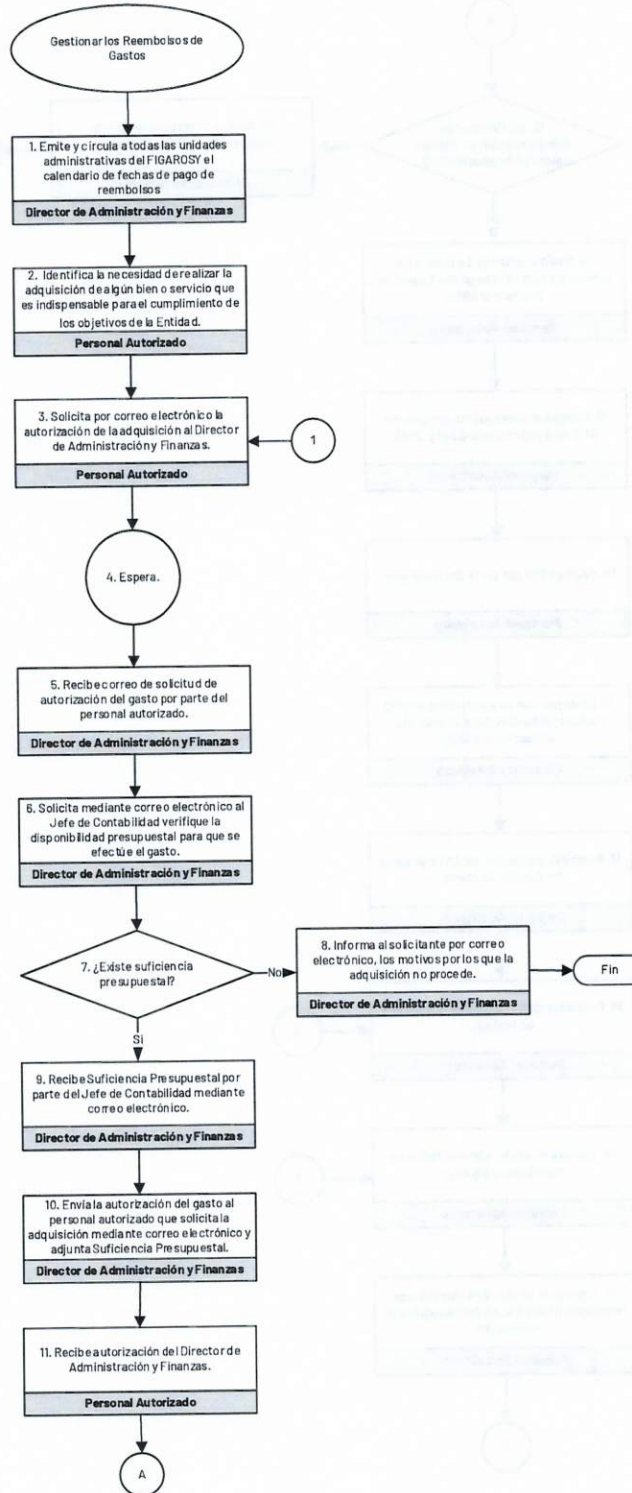 Gestionar los Reembolsos de
Gastos
1. Emite y circula a todas las unidades
administrativas del FIGAROSY el
calendario de fechas de pago de
reembolsos
Director de Administración y Finanzas
2. Identifica la necesidad de realizar la
adquisición de algún bien o servicio que
es indispensable para el cumplimiento de
los objetivos de la Entidad.
Personal Autorizado
3. Solicita por correo electrónico la
autorización de la adquisición al Director
de Administración y Finanzas.
Personal Autorizado
1
4. Espera.
5. Recibe correo de solicitud de
autorización del gasto por parte del
personal autorizado.
Director de Administración y Finanzas
6. Solicita mediante correo electrónico al
Jefe de Contabilidad verifique la
disponibilidad presupuestal para que se
efectúe el gasto.
Director de Administración y Finanzas
7. ¿Existe suficiencia
presupuestal?
No
8. Informa al solicitante por correo
electrónico, los motivos por los que la
adquisición no procede.
Director de Administración y Finanzas
Fin
Si
9. Recibe Suficiencia Presupuestal por
parte del Jefe de Contabilidad mediante
correo electrónico.
Director de Administración y Finanzas
10. Envía la autorización del gasto al
personal autorizado que solicita la
adquisición mediante correo electrónico y
adjunta Suficiencia Presupuestal.
Director de Administración y Finanzas
11. Recibe autorización del Director de
Administración y Finanzas.
Personal Autorizado
A